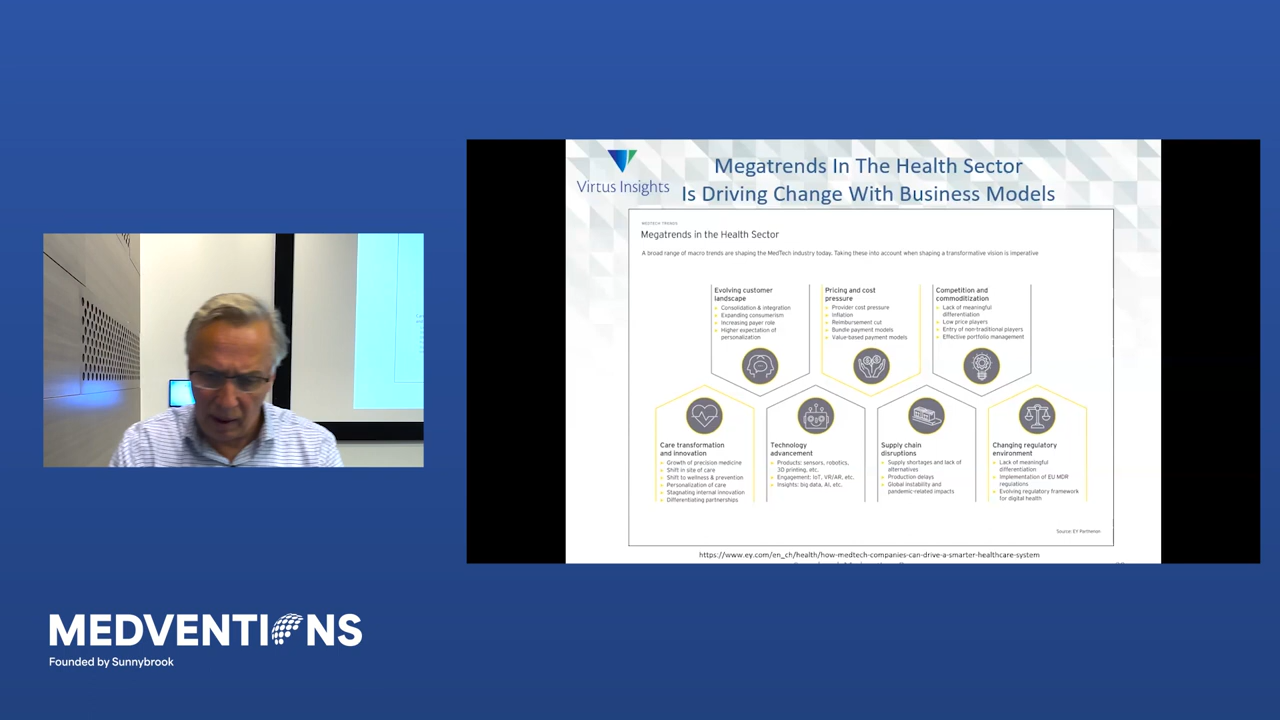 Virtus Insights
Megatrends In The Health Sector
Is Driving Change With Business Models
MEDTECH TRENDS
Megatrends in the Health Sector
A broad range of macro trends are shaping the MedTech industry today. Taking these into account when shaping a transformative vision is imperative
Evolving customer
landscape
Consolidation & integration
Expanding consumerism
Increasing payer role
Higher expectation of
personalization
Pricing and cost
pressure
Provider cost pressure
Inflation
Reimbursement cut
Bundle payment models
Value-based payment models
Competition and
commoditization
Lack of meaningful
differentiation
Low price players
Entry of non-traditional players
Effective portfolio management
Care transformation
and innovation
Growth of precision medicine
Shift in site of care
Shift to wellness & prevention
Personalization of care
Stagnating internal innovation
Differentiating partnerships
Technology
advancement
Products: sensors, robotics,
3D printing, etc.
Engagement: IoT, VR/AR, etc.
Insights: big data, AI, etc.
Supply chain
disruptions
Supply shortages and lack of
alternatives
Production delays
Global instability and
pandemic-related impacts
Changing regulatory
environment
Lack of meaningful
differentiation
Implementation of EU MDR
regulations
Evolving regulatory framework
for digital health
Source: EY Parthenon
https://www.ey.com/en_ch/health/how-medtech-companies-can-drive-a-smarter-healthcare-system
MEDVENTIONS
Founded by Sunnybrook